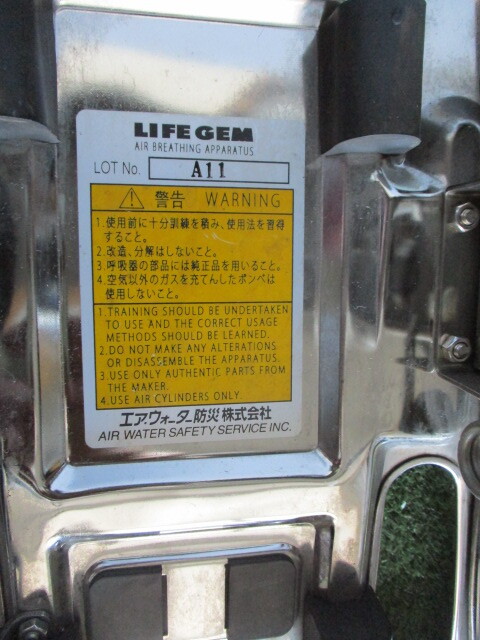 LIFE GEM
AIR BREATHING APPARATUS
LOT No. A11
警告 WARNING
1. 使用前に十分訓練を積み、使用法を習得
すること。
2. 改造、分解はしないこと。
3. 呼吸器の部品には純正品を用いること。
4. 空気以外のガスを充てんしたボンベは
使用しないこと。
1. TRAINING SHOULD BE UNDERTAKEN
TO USE AND THE CORRECT USAGE
METHODS SHOULD BE LEARNED.
2. DO NOT MAKE ANY ALTERATIONS
OR DISASSEMBLE THE APPARATUS.
3. USE ONLY AUTHENTIC PARTS FROM
THE MAKER.
4. USE AIR CYLINDERS ONLY.
エア・ウォーター防災株式会社
AIR WATER SAFETY SERVICE INC.